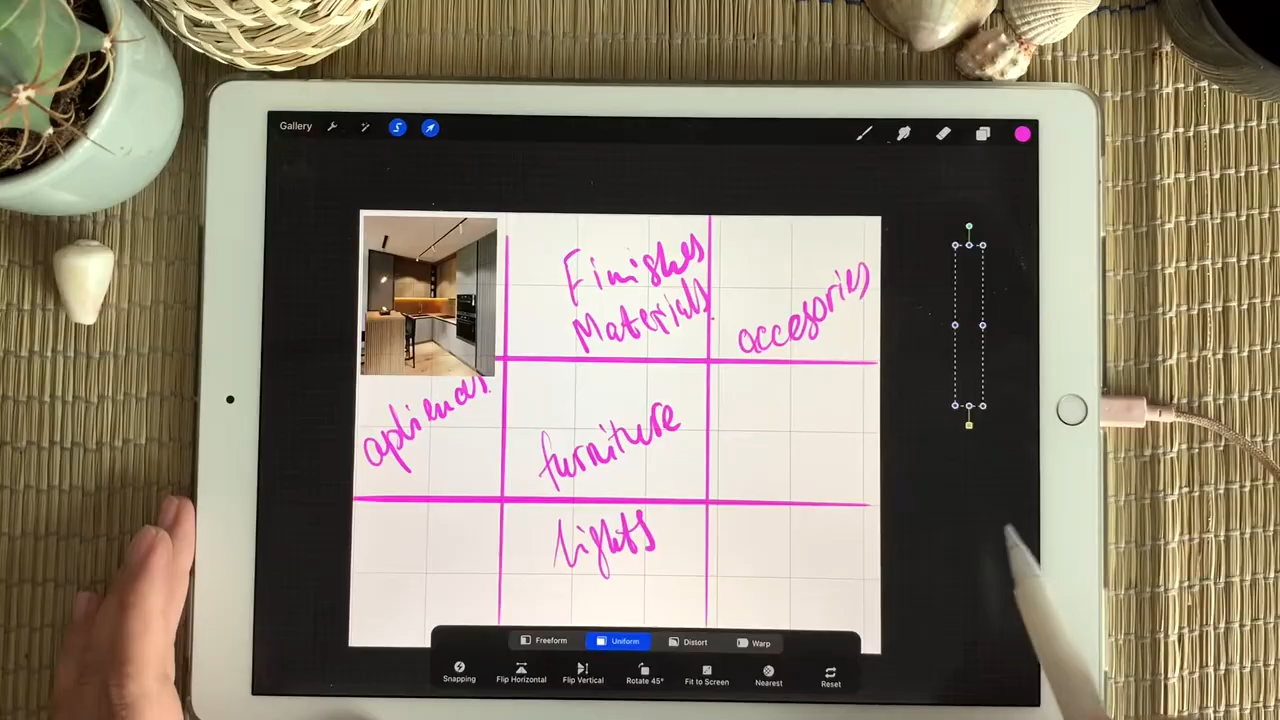 Gallery
Finishes
Materials.
accesories
apliences.
furniture
Lights
Freeform
Uniform
Distort
Warp
Snapping
Flip Horizontal
Flip Vertical
Rotate 45°
Fit to Screen
Nearest
Reset